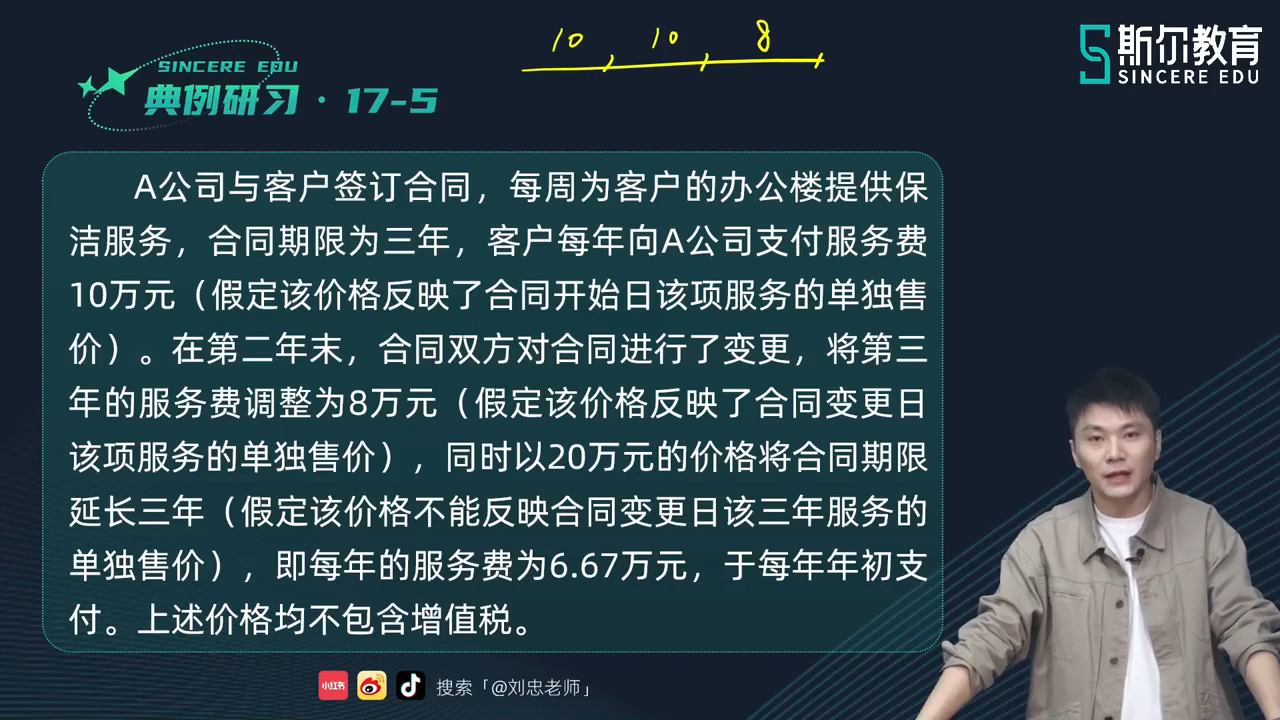 10 10 8
斯尔教育
SINCERE EDU
SINCERE EDU
典例研习·17-5
A公司与客户签订合同，每周为客户的办公楼提供保
洁服务，合同期限为三年，客户每年向A公司支付服务费
10万元（假定该价格反映了合同开始日该项服务的单独售
价）。在第二年末，合同双方对合同进行了变更，将第三
年的服务费调整为8万元（假定该价格反映了合同变更日
该项服务的单独售价），同时以20万元的价格将合同期限
延长三年（假定该价格不能反映合同变更日该三年服务的
单独售价），即每年的服务费为6.67万元，于每年年初支
付。上述价格均不包含增值税。
小红书
搜索「@刘忠老师」